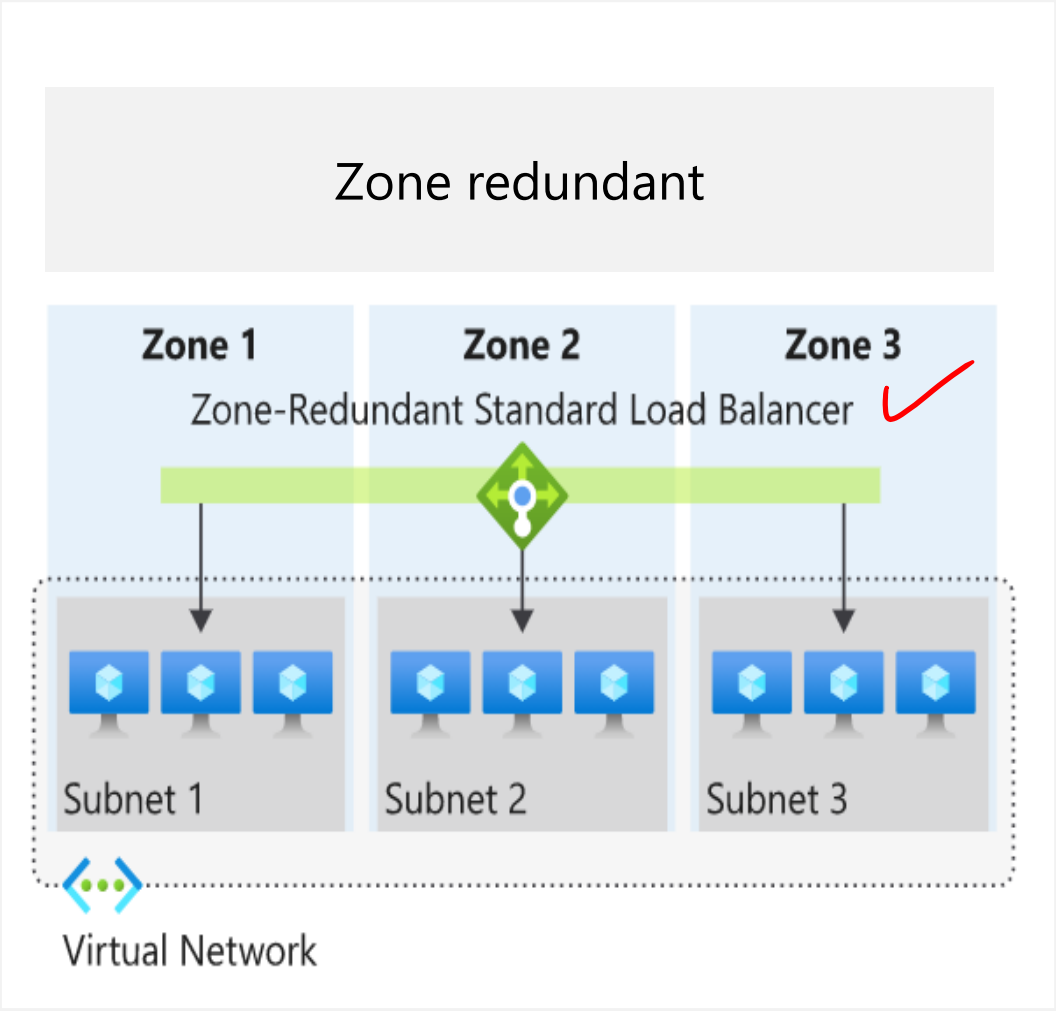 Zone redundant
Zone 1
Zone 2
Zone 3
Zone-Redundant Standard Load Balancer
Subnet 1
Subnet 2
Subnet 3
Virtual Network